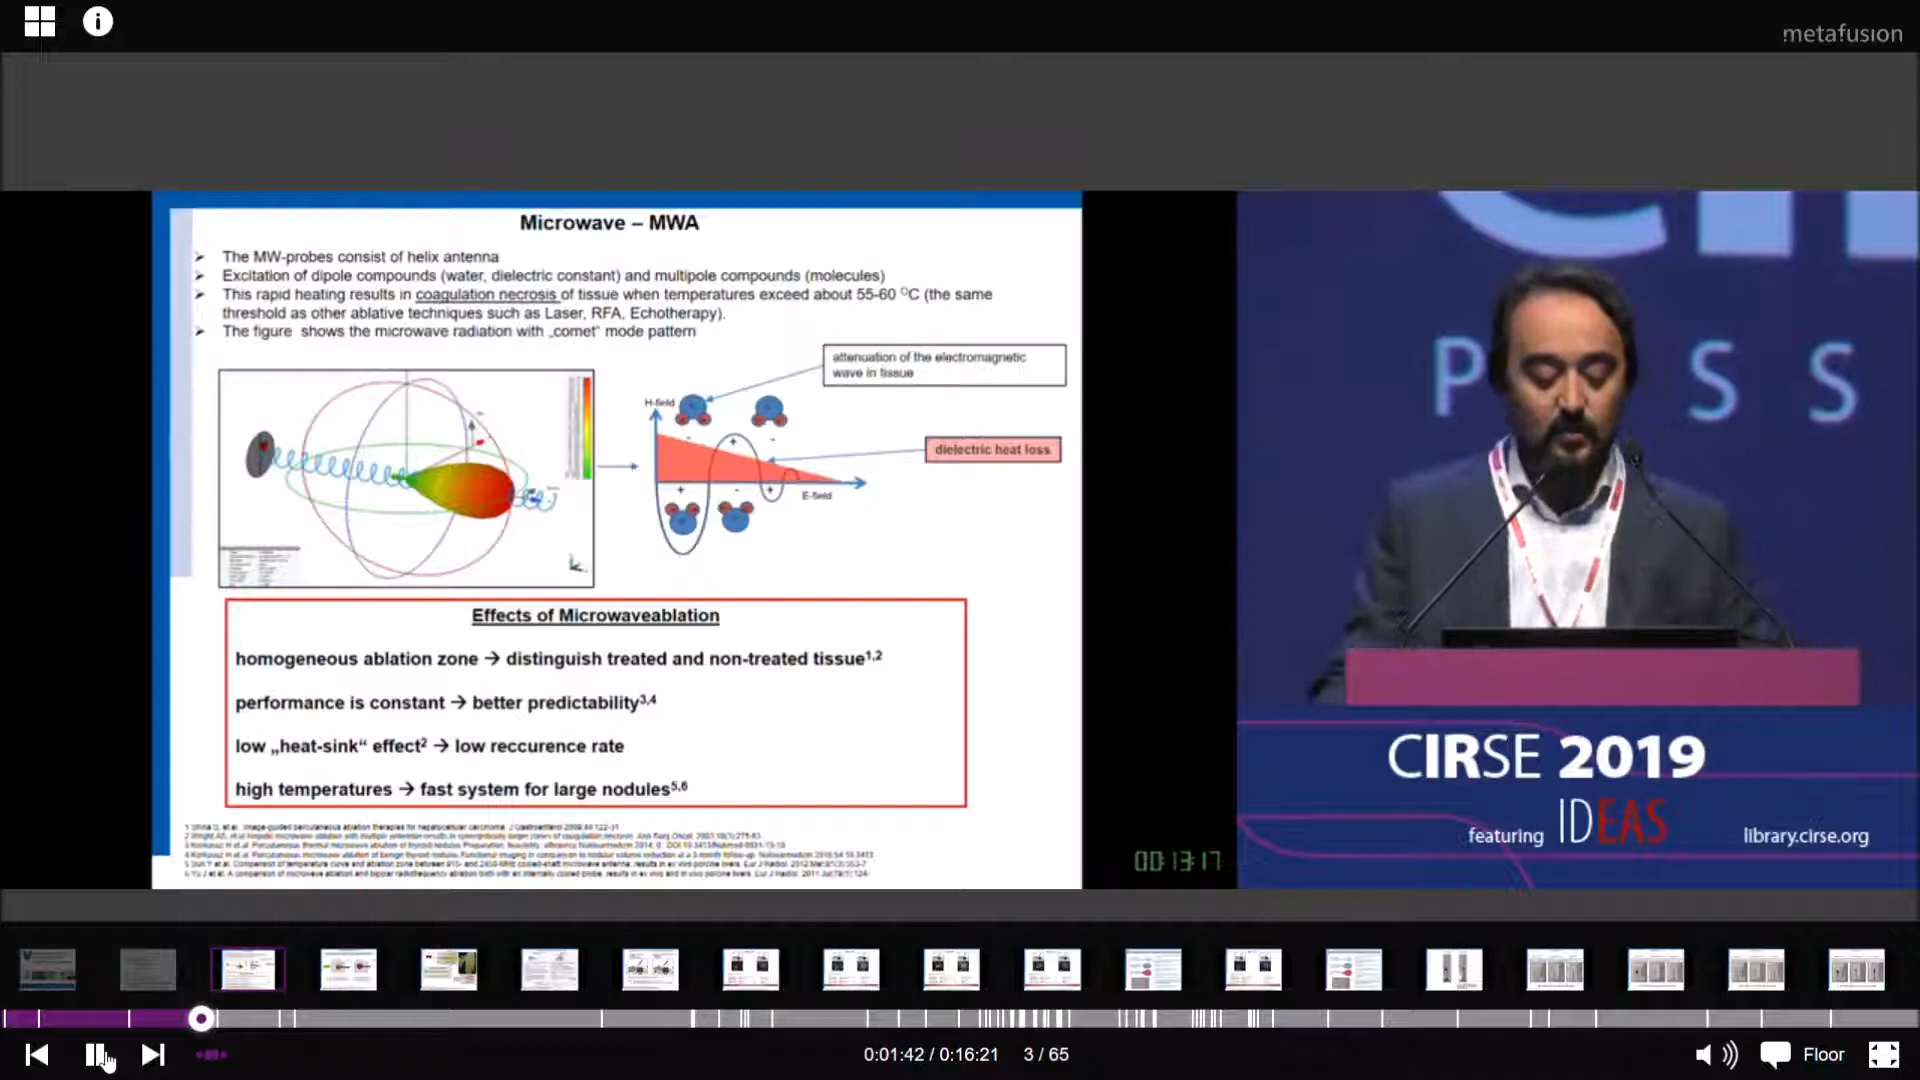 metafusion
Microwave – MWA
The MW-probes consist of helix antenna
Excitation of dipole compounds (water, dielectric constant) and multipole compounds (molecules)
This rapid heating results in coagulation necrosis of tissue when temperatures exceed about 55-60 ⁰C (the same
threshold as other ablative techniques such as Laser, RFA, Echotherapy).
The figure shows the microwave radiation with „comet“ mode pattern
attenuation of the electromagnetic
wave in tissue
H-field
dielectric heat loss
E-field
Effects of Microwaveablation
homogeneous ablation zone → distinguish treated and non-treated tissue1,2
performance is constant → better predictability3,4
low „heat-sink“ effect2 → low reccurence rate
high temperatures → fast system for large nodules5,6
P SS
CIRSE 2019
featuring IDEAS library.cirse.org
00:13:17
0:01:42 / 0:16:21 3 / 65
Floor